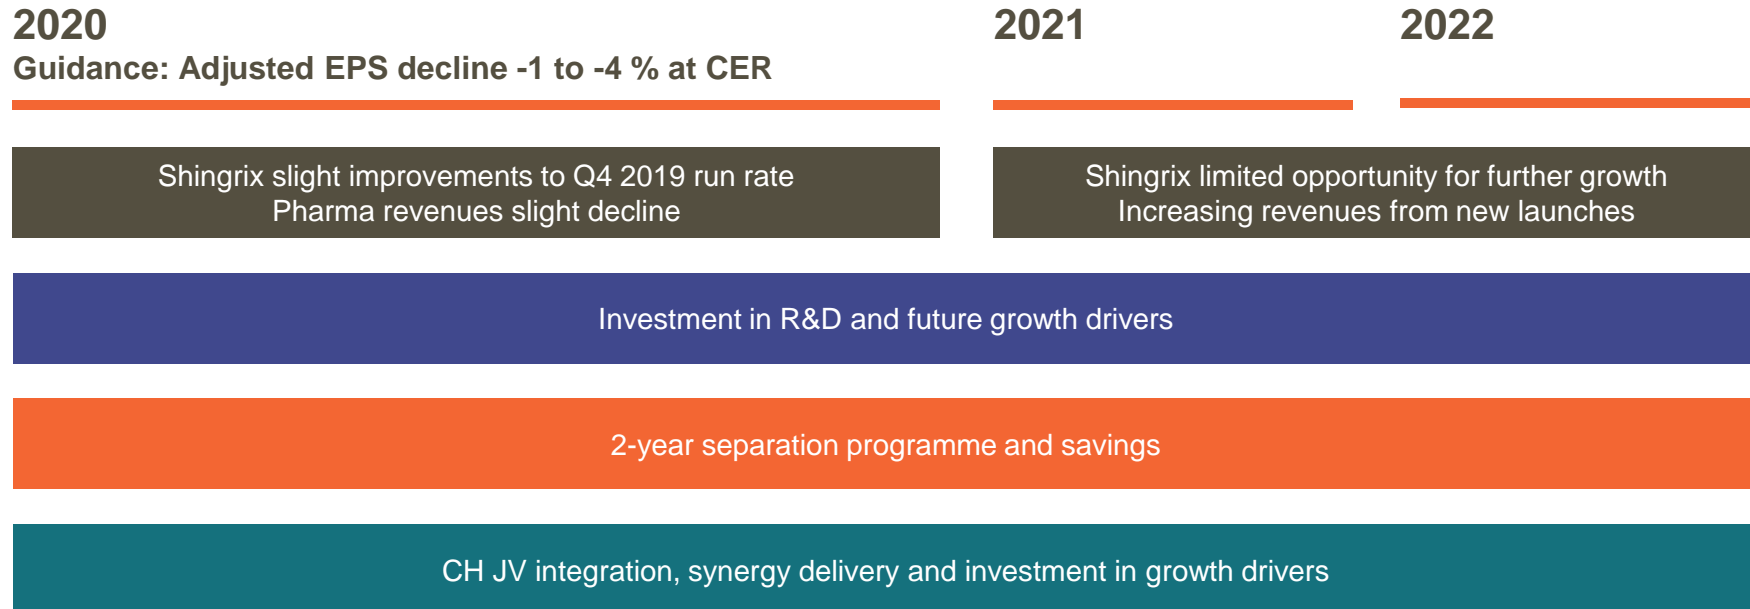 2020
Guidance: Adjusted EPS decline -1 to -4 % at CER
2021
2022
Shingrix slight improvements to Q4 2019 run rate
Pharma revenues slight decline
Shingrix limited opportunity for further growth
Increasing revenues from new launches
Investment in R&D and future growth drivers
2-year separation programme and savings
CH JV integration, synergy delivery and investment in growth drivers